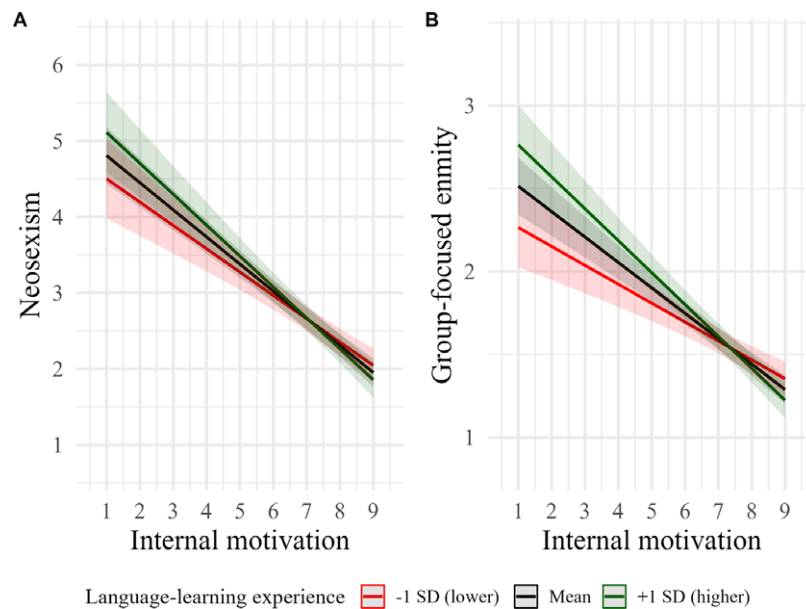 A
Neosexism
6
5
4
3
2
1
1 2 3 4 5 6 7 8 9
Internal motivation
B
Group-focused enmity
3
2
1
1 2 3 4 5 6 7 8 9
Internal motivation
Language-learning experience -1 SD (lower) Mean +1 SD (higher)